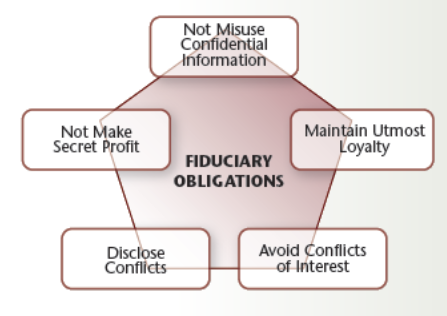 Not Misuse
Confidential
Information
Not Make
Secret Profit
Maintain Utmost
Loyalty
FIDUCIARY
OBLIGATIONS
Disclose
Conflicts
Avoid Conflicts
of Interest